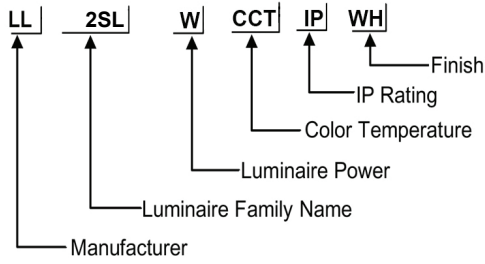 LL 2SL W CCT IP WH
Finish
IP Rating
Color Temperature
Luminaire Power
Luminaire Family Name
Manufacturer